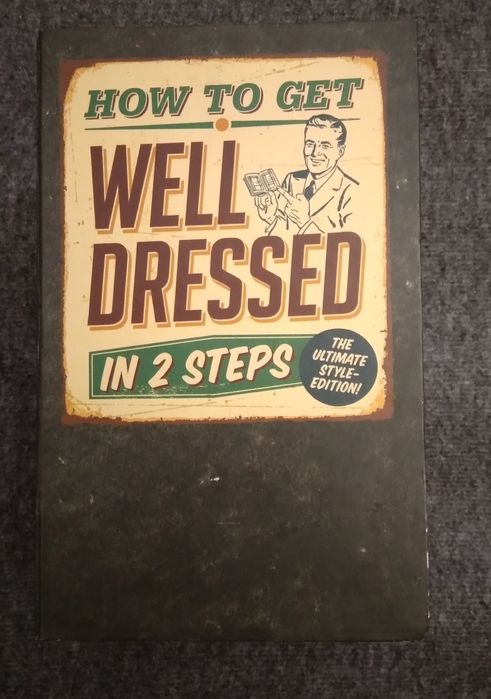 HOW TO GET
WELL
DRESSED
IN 2 STEPS
THE
ULTIMATE
STYLE-
EDITION!